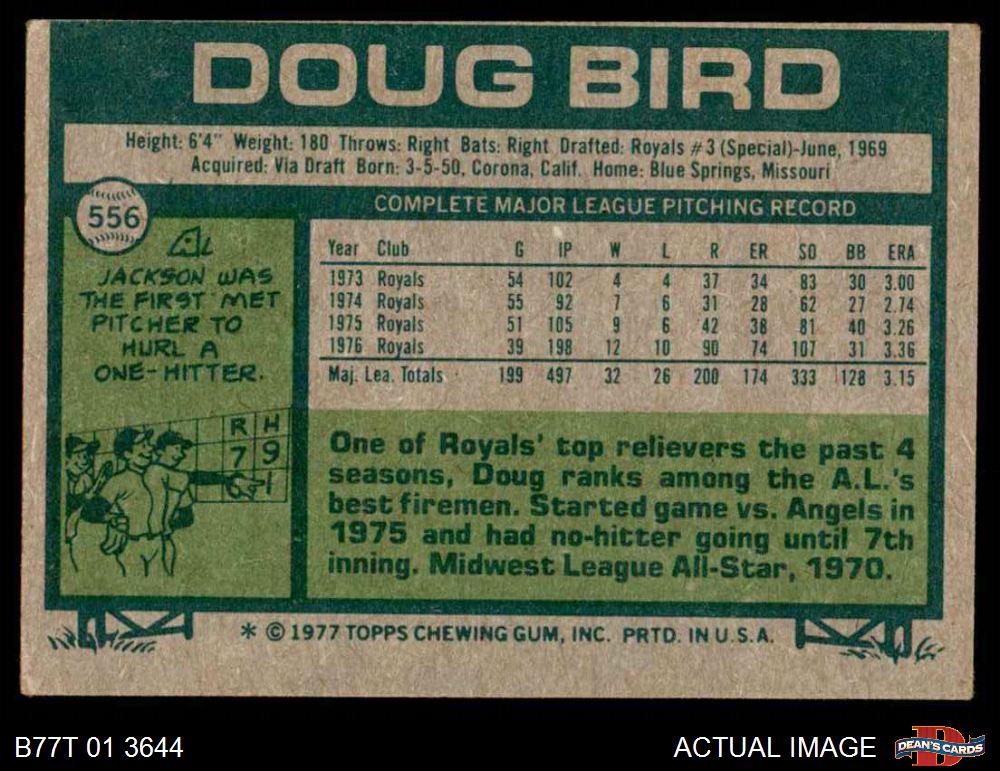 DOUG BIRD
Height: 6'4" Weight: 180 Throws: Right Bats: Right Drafted: Royals #3 (Special)-June, 1969
Acquired: Via Draft Born: 3-5-50, Corona, Calif. Home: Blue Springs, Missouri
556
COMPLETE MAJOR LEAGUE PITCHING RECORD
AL
JACKSON WAS
THE FIRST MET
PITCHER TO
HURL A
ONE-HITTER.
R H
7 9
6 1
Year Club G IP W L R ER SO BB ERA
1973 Royals 54 102 4 4 37 34 83 30 3.00
1974 Royals 55 92 7 6 31 28 62 27 2.74
1975 Royals 51 105 9 6 42 38 81 40 3.26
1976 Royals 39 198 12 10 90 74 107 31 3.36
Maj. Lea. Totals 199 497 32 26 200 174 333 128 3.15
One of Royals' top relievers the past 4
seasons, Doug ranks among the A.L.'s
best firemen. Started game vs. Angels in
1975 and had no-hitter going until 7th
inning. Midwest League All-Star, 1970.
* © 1977 TOPPS CHEWING GUM, INC. PRTD. IN U.S.A.
B77T 01 3644
ACTUAL IMAGE
D
DEAN'S CARDS